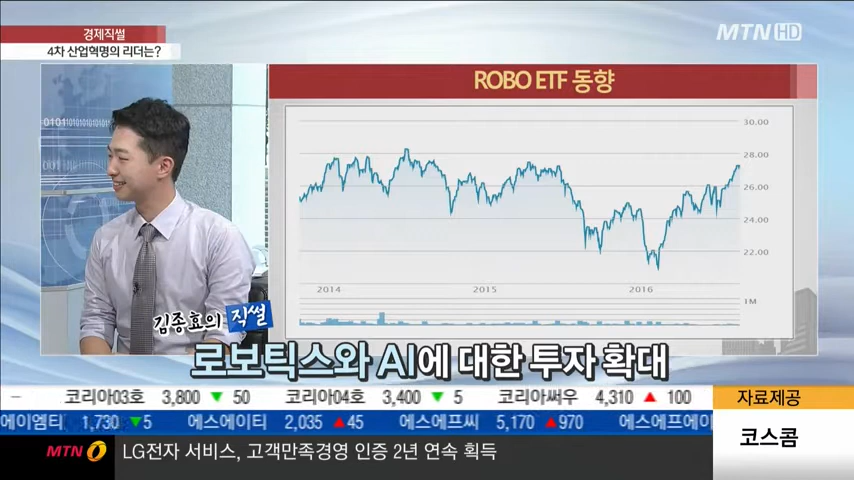 경제직썰
4차 산업혁명의 리더는?
MTN HD
ROBO ETF 동향
30.00
28.00
26.00
24.00
22.00
2014 2015 2016
1M
0101 101010101010
김종효의 직썰
로보틱스와 AI에 대한 투자 확대
코리아03호 3,800 ▼ 50 코리아04호 3,400 ▼ 5 코리아써우 4,310 ▲ 100
에이엠티 1,730 ▼5 에스에이티 2,035 ▲45 에스에프씨 5,170 ▲970 에스에프에이
자료제공
코스콤
MTN
LG전자 서비스, 고객만족경영 인증 2년 연속 획득